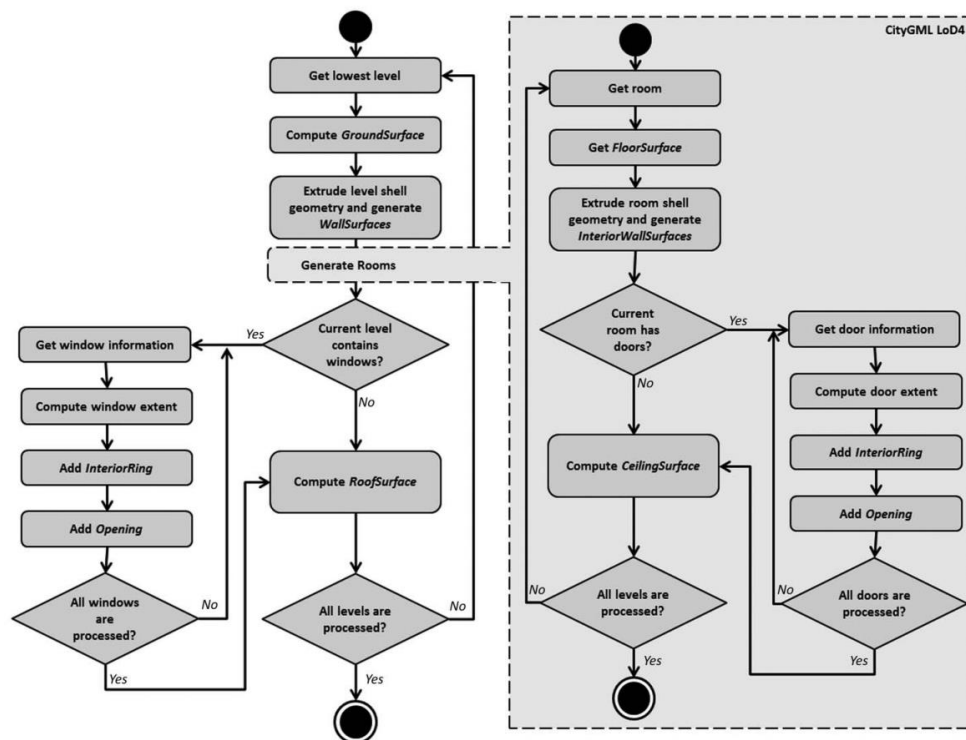 CityGML LoD4
Get lowest level
Compute GroundSurface
Extrude level shell
geometry and generate
WallSurfaces
Generate Rooms
Current level
contains
windows?
Yes
No
Get window information
Compute window extent
Add InteriorRing
Add Opening
All windows
are
processed?
No
Yes
Compute RoofSurface
All levels are
processed?
No
Yes
Get room
Get FloorSurface
Extrude room shell
geometry and generate
InteriorWallSurfaces
Current
room has
doors?
Yes
No
Get door information
Compute door extent
Add InteriorRing
Add Opening
All doors are
processed?
No
Yes
Compute CeilingSurface
All levels are
processed?
No
Yes